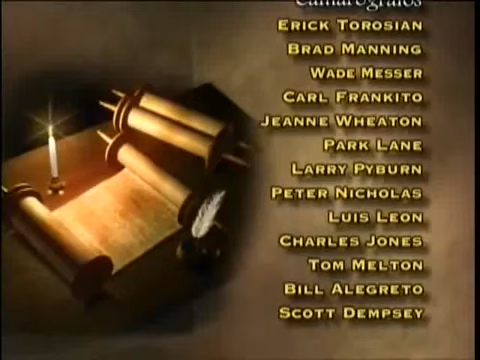 Camarógrafos
ERICK TOROSIAN
BRAD MANNING
WADE MESSER
CARL FRANKITO
JEANNE WHEATON
PARK LANE
LARRY PYBURN
PETER NICHOLAS
LUIS LEON
CHARLES JONES
TOM MELTON
BILL ALEGRETO
SCOTT DEMPSEY